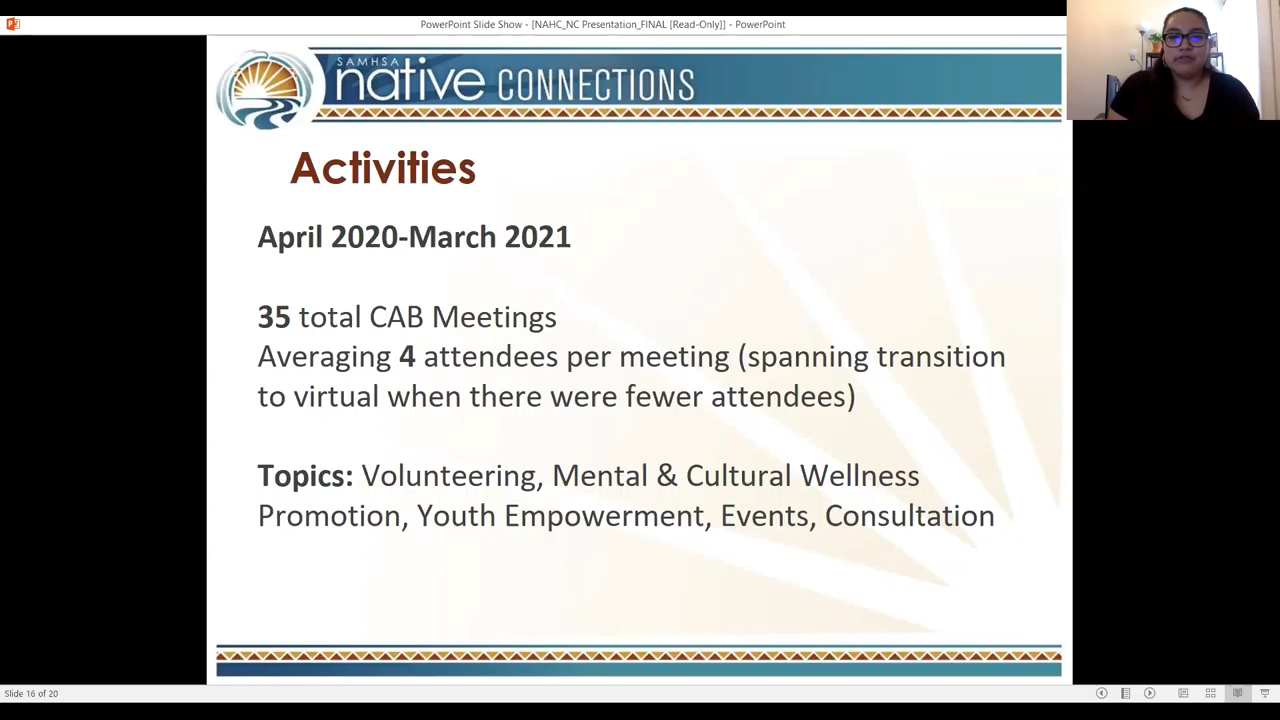 PowerPoint Slide Show - [NAHC_NC Presentation_FINAL [Read-Only]] - PowerPoint
SAMHSA
native CONNECTIONS
Activities
April 2020-March 2021
35 total CAB Meetings
Averaging 4 attendees per meeting (spanning transition
to virtual when there were fewer attendees)
Topics: Volunteering, Mental & Cultural Wellness
Promotion, Youth Empowerment, Events, Consultation
Slide 16 of 20